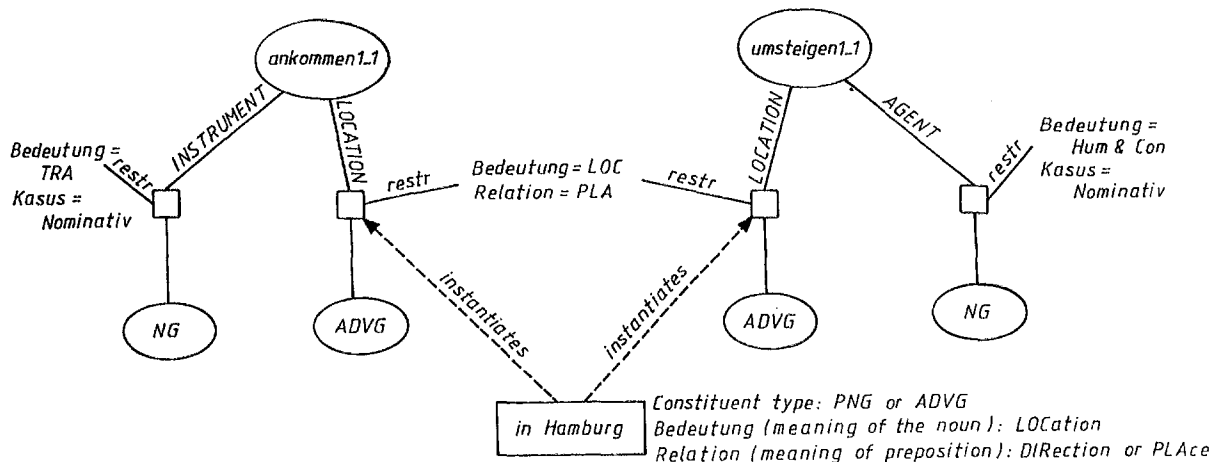 ankommen1_1
umsteigen1_1
INSTRUMENT
LOCATION
LOCATION
AGENT
Bedeutung =
TRA
Kasus =
Nominativ
restr
restr
Bedeutung = LOC
Relation = PLA
restr
restr
Bedeutung =
Hum & Con
Kasus =
Nominativ
NG
ADVG
instantiates
instantiates
ADVG
NG
in Hamburg
Constituent type: PNG or ADVG
Bedeutung (meaning of the noun): LOCation
Relation (meaning of preposition): DIRection or PLAce